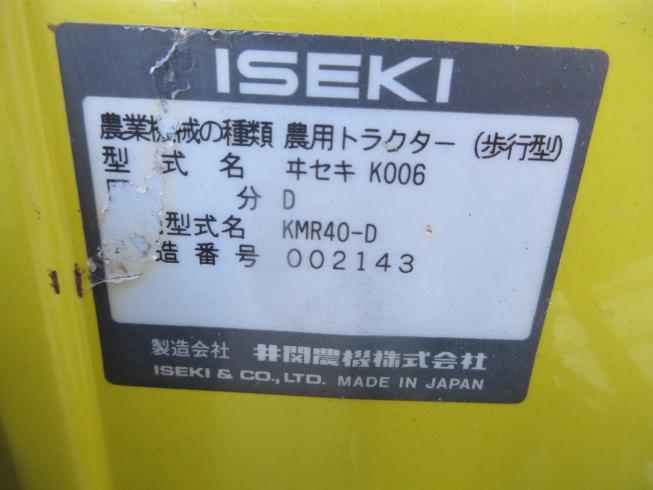 ISEKI
農業機械の種類 農用トラクター (歩行型)
型式名 ヰセキ K006
分 D
型式名 KMR40-D
造番号 002143
製造会社 井関農機株式会社
ISEKI & CO., LTD. MADE IN JAPAN